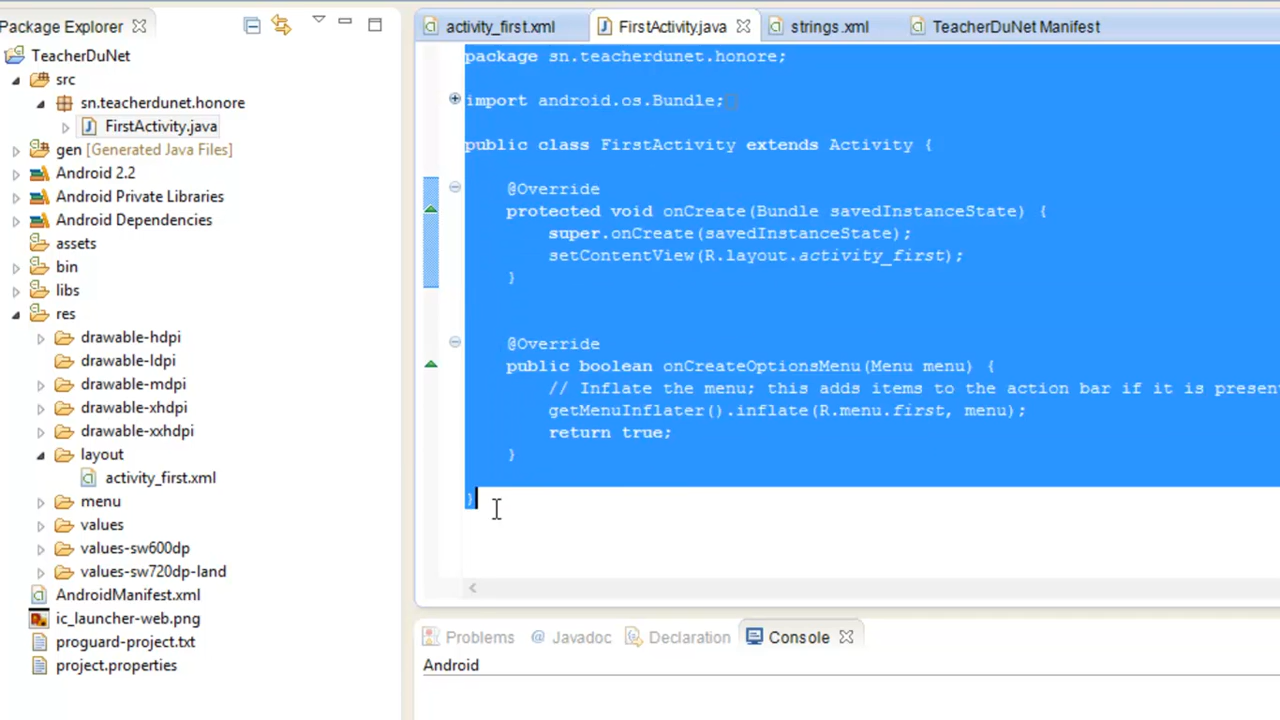 Package Explorer
TeacherDuNet
src
sn.teacherdunet.honore
FirstActivity.java
gen [Generated Java Files]
Android 2.2
Android Private Libraries
Android Dependencies
assets
bin
libs
res
drawable-hdpi
drawable-ldpi
drawable-mdpi
drawable-xhdpi
drawable-xxhdpi
layout
activity_first.xml
menu
values
values-sw600dp
values-sw720dp-land
AndroidManifest.xml
ic_launcher-web.png
proguard-project.txt
project.properties
activity_first.xml FirstActivity.java strings.xml TeacherDuNet Manifest
package sn.teacherdunet.honore;
import android.os.Bundle;
public class FirstActivity extends Activity {
@Override
protected void onCreate(Bundle savedInstanceState) {
super.onCreate(savedInstanceState);
setContentView(R.layout.activity_first);
}
@Override
public boolean onCreateOptionsMenu(Menu menu) {
// Inflate the menu; this adds items to the action bar if it is presen
getMenuInflater().inflate(R.menu.first, menu);
return true;
}
}
Problems @ Javadoc Declaration Console
Android